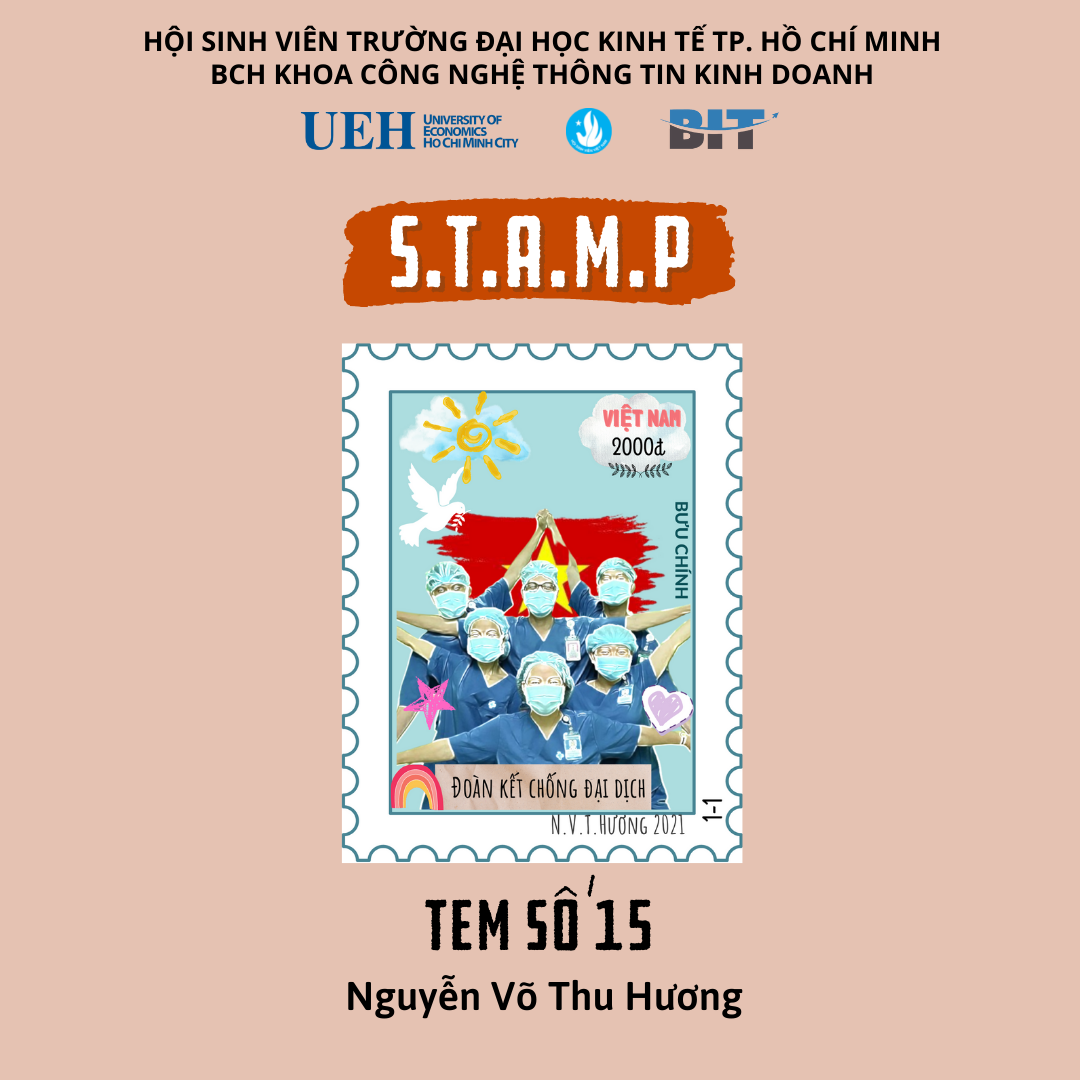 HỘI SINH VIÊN TRƯỜNG ĐẠI HỌC KINH TẾ TP. HỒ CHÍ MINH
BCH KHOA CÔNG NGHỆ THÔNG TIN KINH DOANH
UEH UNIVERSITY OF
ECONOMICS
HO CHI MINH CITY
BIT
S.T.A.M.P
VIỆT NAM
2000đ
BƯU CHÍNH
ĐOÀN KẾT CHỐNG ĐẠI DỊCH
N.V.T.HƯƠNG 2021
1-1
TEM SỐ 15
Nguyễn Võ Thu Hương